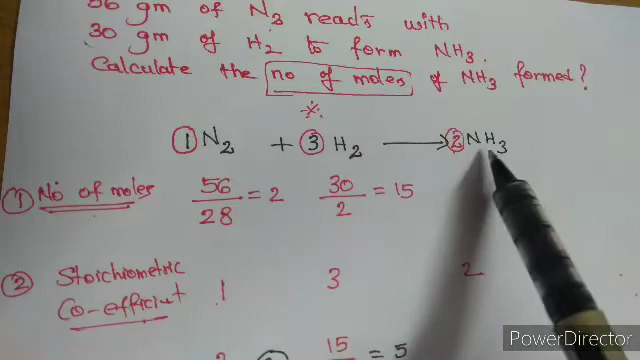 56 gm of N2 reacts with
30 gm of H2 to form NH3.
Calculate the no of moles of NH3 formed?
※
1 N2 + 3 H2 → 2 NH3
① No of moles 56/28 = 2 30/2 = 15
② Stoichiometric
Co-efficient 1 3 2
15 = 5
PowerDirector